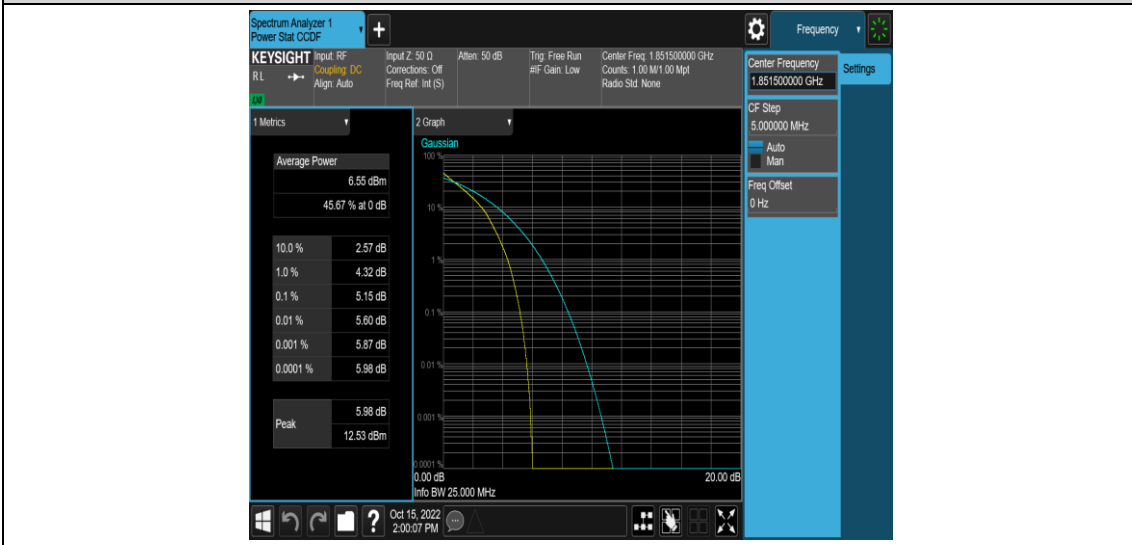 Spectrum Analyzer 1
Power Stat CCDF
Frequency
KEYSIGHT
Input: RF
Coupling: DC
Align: Auto
R L
LXI
Input Z: 50 Ω
Corrections: Off
Freq Ref: Int (S)
Atten: 50 dB
Trig: Free Run
#IF Gain: Low
Center Freq: 1.851500000 GHz
Counts: 1.00 M/1.00 Mpt
Radio Std: None
Center Frequency
1.851500000 GHz
Settings
CF Step
5.000000 MHz
Auto
Man
Freq Offset
0 Hz
1 Metrics
Average Power
6.55 dBm
45.67 % at 0 dB
10.0 % 2.57 dB
1.0 % 4.32 dB
0.1 % 5.15 dB
0.01 % 5.60 dB
0.001 % 5.87 dB
0.0001 % 5.98 dB
Peak
5.98 dB
12.53 dBm
2 Graph
Gaussian
100 %
10 %
1 %
0.1 %
0.01 %
0.001 %
0.0001 %
0.00 dB 20.00 dB
Info BW 25.000 MHz
Oct 15, 2022
2:00:07 PM